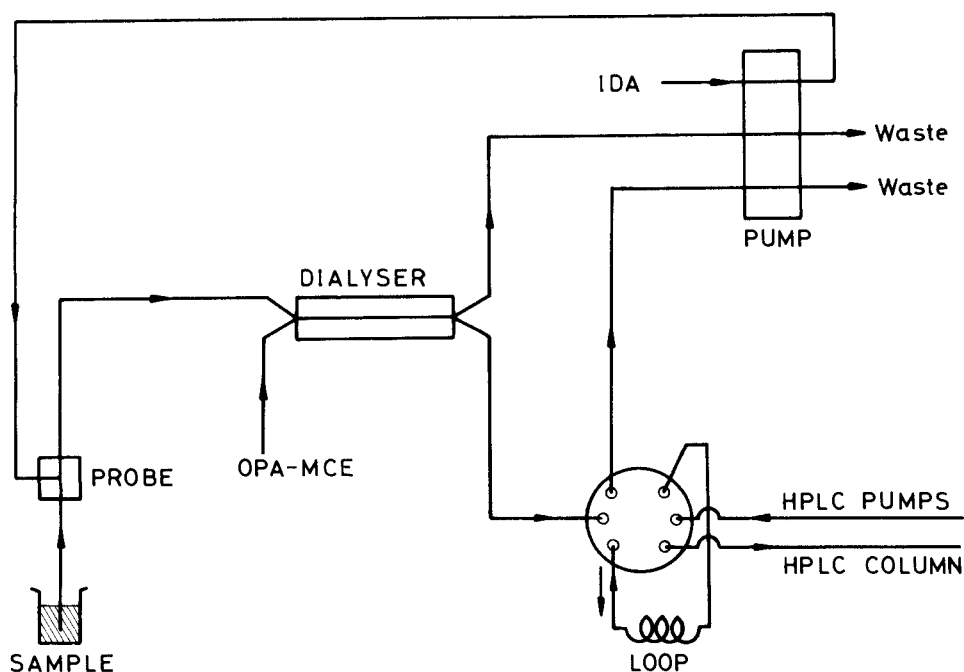 IDA
Waste
Waste
PUMP
DIALYSER
PROBE
OPA-MCE
HPLC PUMPS
HPLC COLUMN
SAMPLE
LOOP